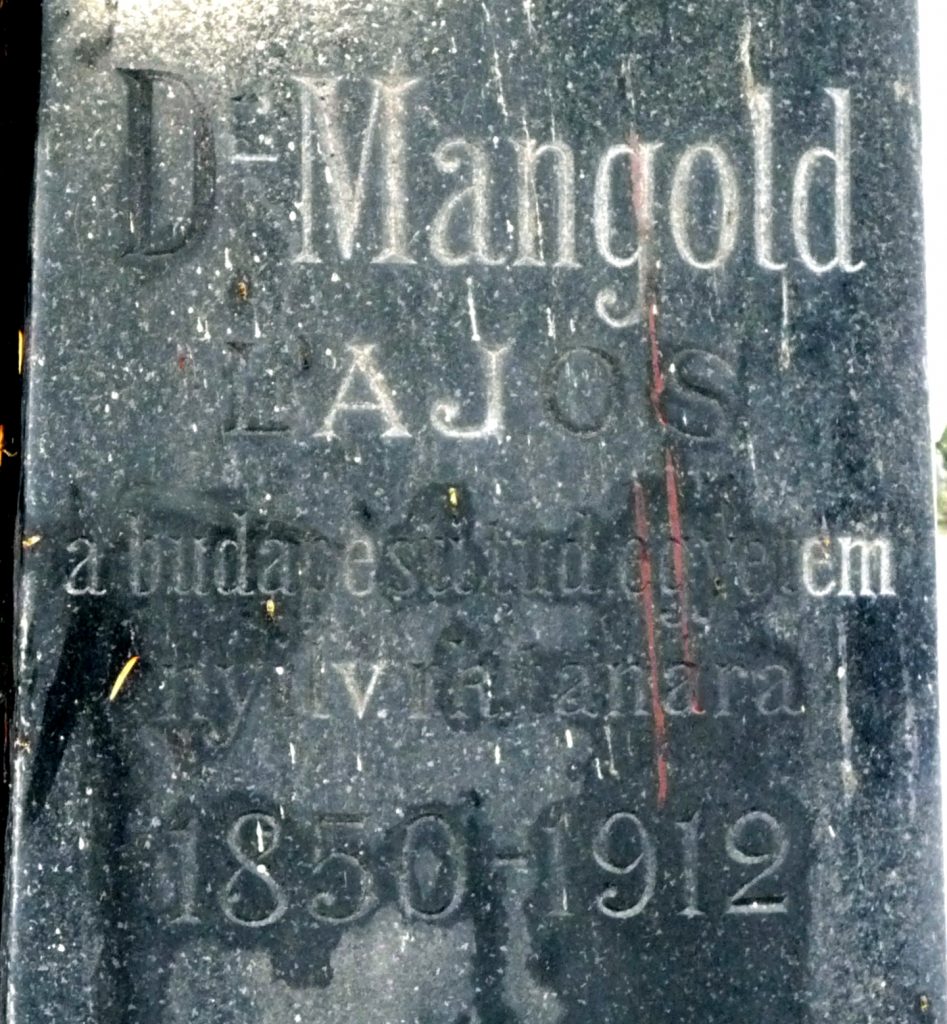 Dr. Mangold
LAJOS
a budapesti tud. egyetem
nyilv. r. k. tanára
1850-1912